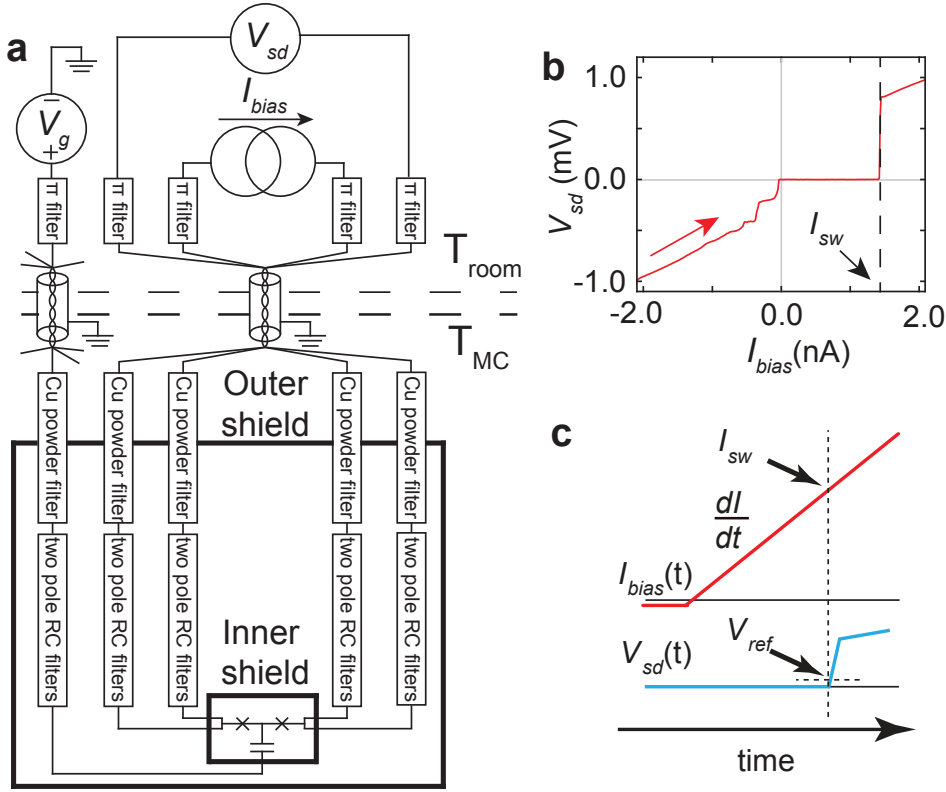 a
V_sd
I_bias
−
V_g
+
π filter
π filter
π filter
π filter
π filter
T_room
T_MC
Outer
shield
Cu powder filter
Cu powder filter
Cu powder filter
Cu powder filter
Cu powder filter
two pole RC filters
two pole RC filters
two pole RC filters
two pole RC filters
two pole RC filters
Inner
shield
b
1.0
0.0
-1.0
V_sd (mV)
I_sw
-2.0
0.0
2.0
I_bias(nA)
c
I_sw
dI
dt
I_bias(t)
V_ref
V_sd(t)
time